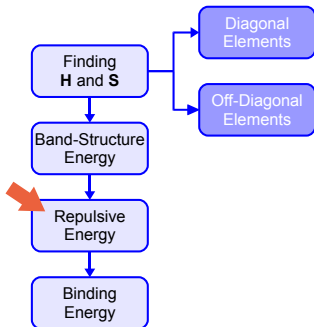 Diagonal
Elements
Finding
H and S
Off-Diagonal
Elements
Band-Structure
Energy
Repulsive
Energy
Binding
Energy